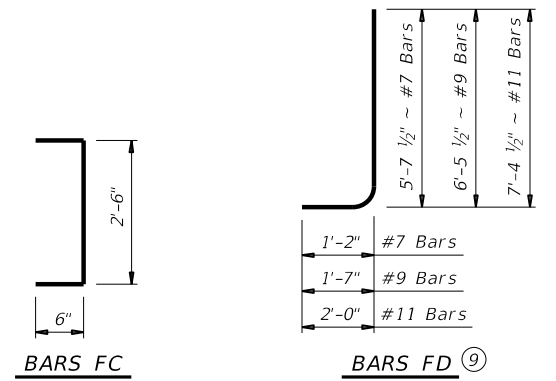 2'-6"
6"
BARS FC
5'-7 ½" ~ #7 Bars
6'-5 ½" ~ #9 Bars
7'-4 ½" ~ #11 Bars
1'-2" #7 Bars
1'-7" #9 Bars
2'-0" #11 Bars
BARS FD 9